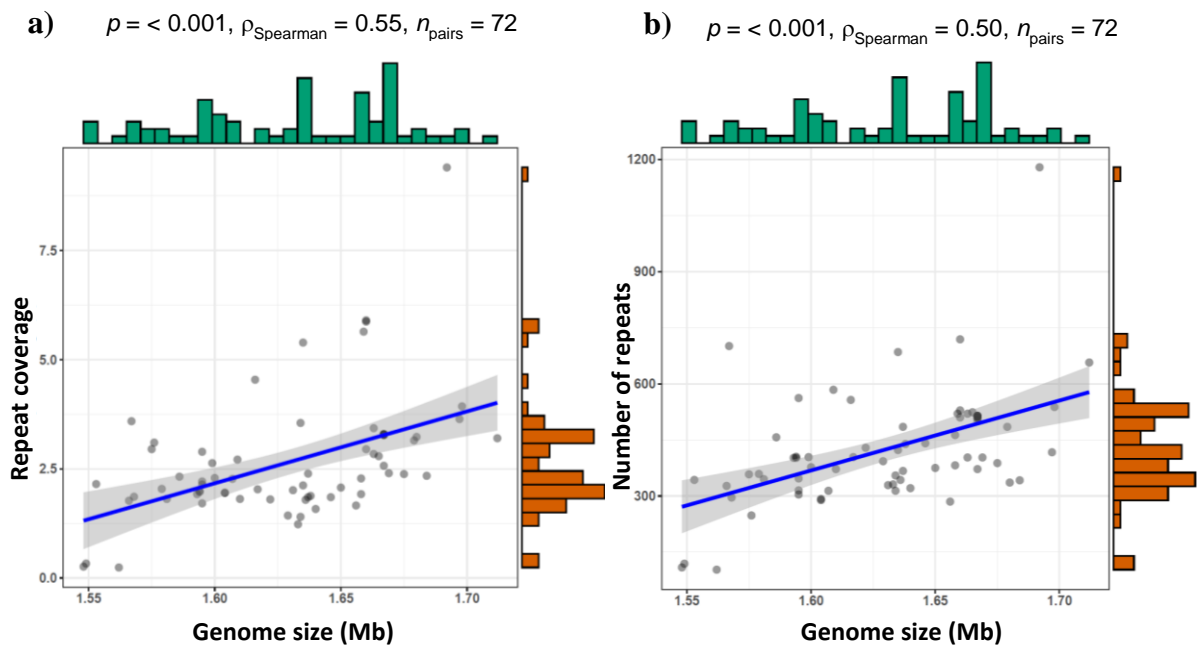 a) p = < 0.001, ρSpearman = 0.55, npairs = 72
Repeat coverage
7.5
5.0
2.5
0.0
1.55 1.60 1.65 1.70
Genome size (Mb)
b) p = < 0.001, ρSpearman = 0.50, npairs = 72
Number of repeats
1200
900
600
300
1.55 1.60 1.65 1.70
Genome size (Mb)